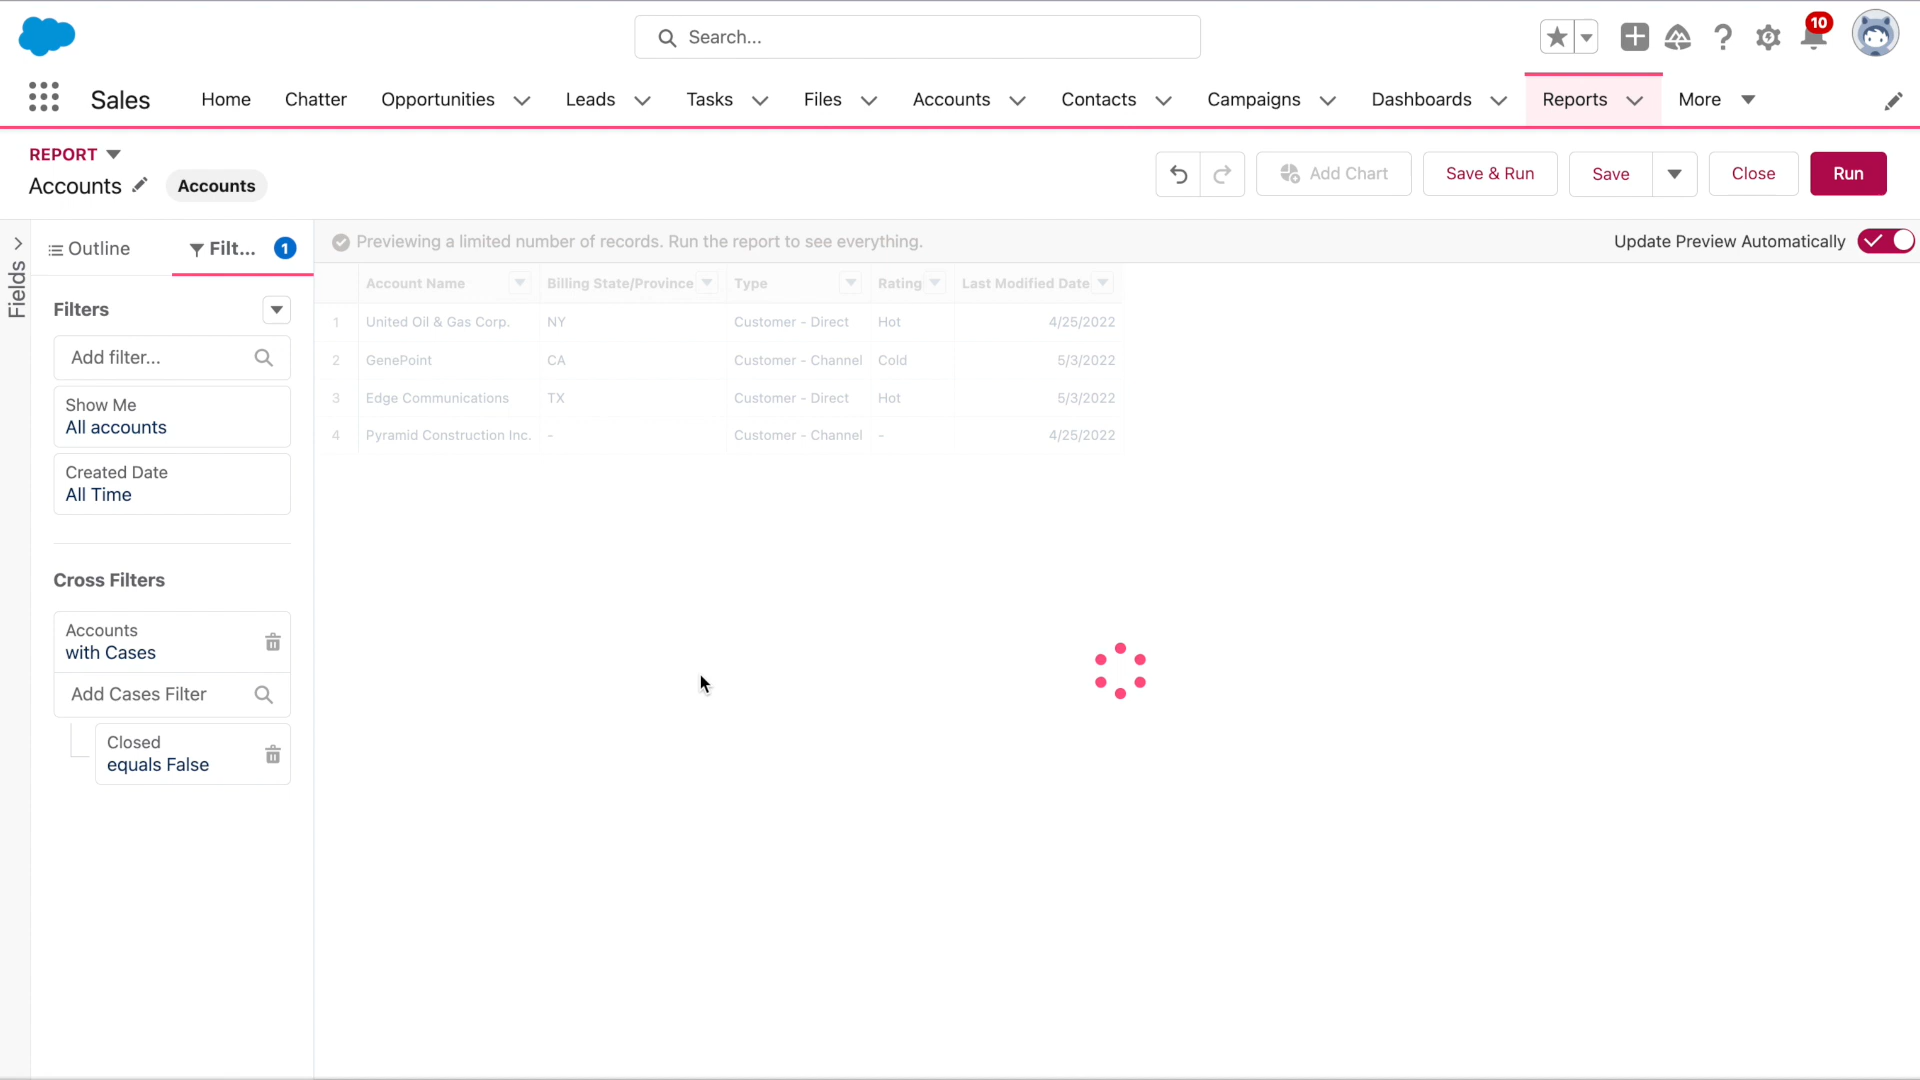 Search...
10
Sales
Home
Chatter
Opportunities
Leads
Tasks
Files
Accounts
Contacts
Campaigns
Dashboards
Reports
More
REPORT
Accounts
Accounts
Add Chart
Save & Run
Save
Close
Run
Fields
Outline
Filt...
1
Previewing a limited number of records. Run the report to see everything.
Update Preview Automatically
Filters
Add filter...
Show Me
All accounts
Created Date
All Time
Cross Filters
Accounts
with Cases
Add Cases Filter
Closed
equals False
Account Name Billing State/Province Type Rating Last Modified Date
1 United Oil & Gas Corp. NY Customer - Direct Hot 4/25/2022
2 GenePoint CA Customer - Channel Cold 5/3/2022
3 Edge Communications TX Customer - Direct Hot 5/3/2022
4 Pyramid Construction Inc. - Customer - Channel - 4/25/2022